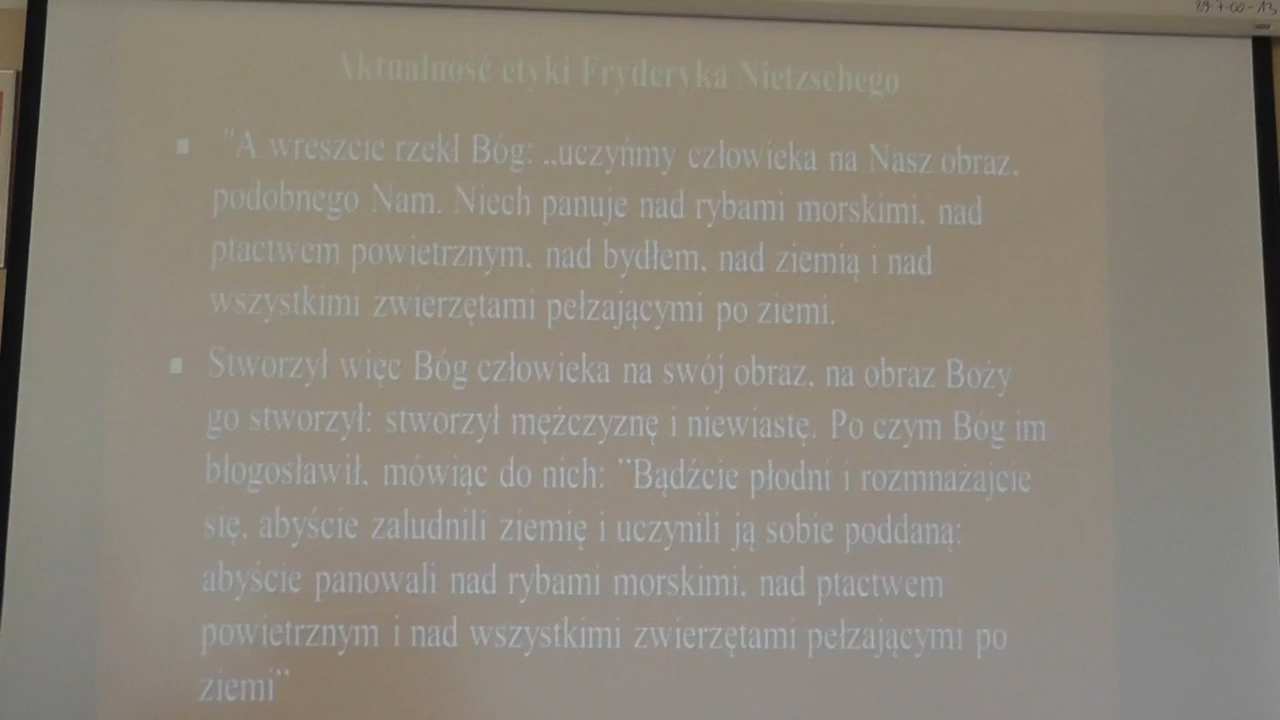 Aktualność etyki Fryderyka Nietzschego
"A wreszcie rzekł Bóg: „uczyńmy człowieka na Nasz obraz,
podobnego Nam. Niech panuje nad rybami morskimi, nad
ptactwem powietrznym, nad bydłem, nad ziemią i nad
wszystkimi zwierzętami pełzającymi po ziemi.
Stworzył więc Bóg człowieka na swój obraz, na obraz Boży
go stworzył: stworzył mężczyznę i niewiastę. Po czym Bóg im
błogosławił, mówiąc do nich: "Bądźcie płodni i rozmnażajcie
się, abyście zaludnili ziemię i uczynili ją sobie poddaną:
abyście panowali nad rybami morskimi, nad ptactwem
powietrznym i nad wszystkimi zwierzętami pełzającymi po
ziemi"